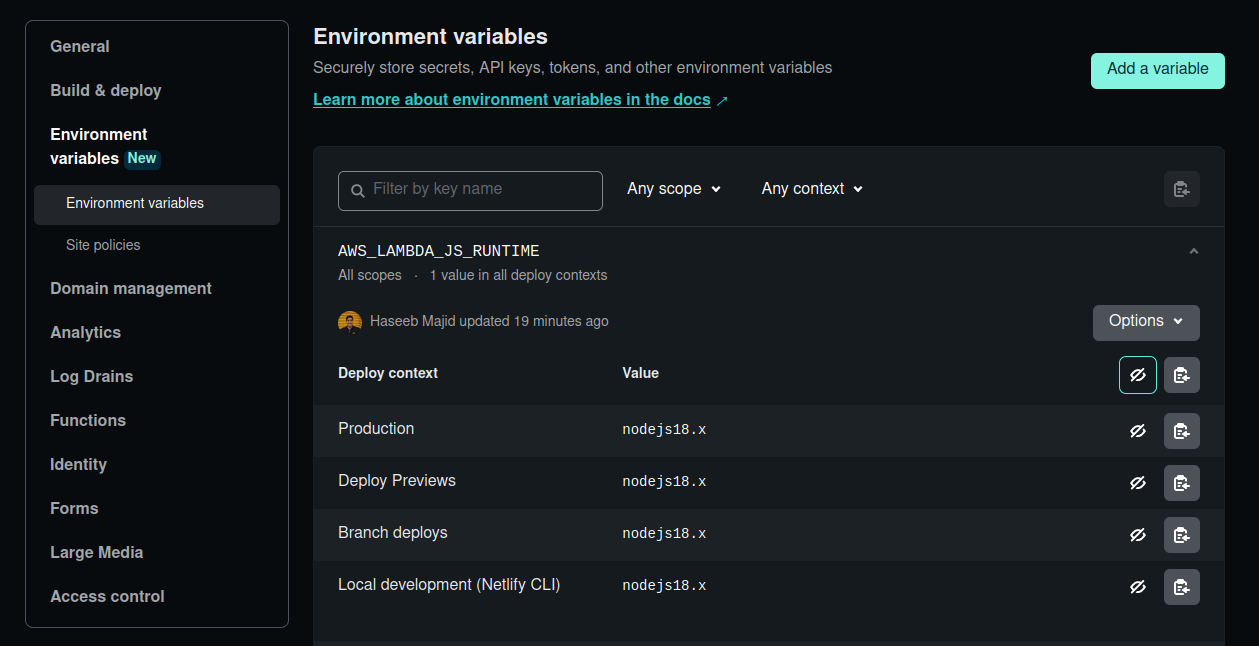 General
Build & deploy
Environment
variables New
Environment variables
Site policies
Domain management
Analytics
Log Drains
Functions
Identity
Forms
Large Media
Access control
Environment variables
Securely store secrets, API keys, tokens, and other environment variables
Learn more about environment variables in the docs ↗
Add a variable
Filter by key name
Any scope
Any context
AWS_LAMBDA_JS_RUNTIME
All scopes · 1 value in all deploy contexts
Haseeb Majid updated 19 minutes ago
Options
Deploy context Value
Production nodejs18.x
Deploy Previews nodejs18.x
Branch deploys nodejs18.x
Local development (Netlify CLI) nodejs18.x